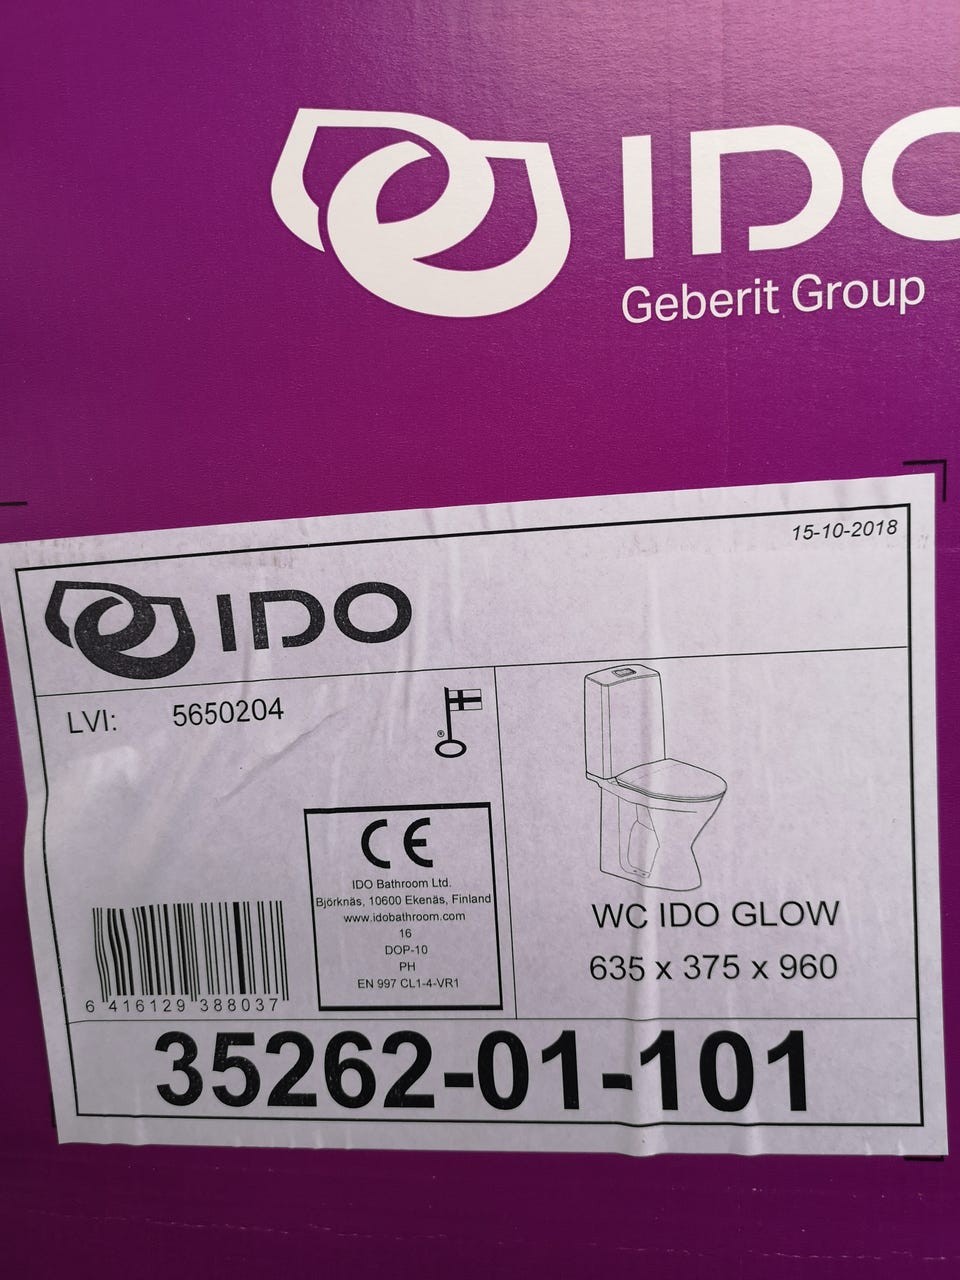 IDO
Geberit Group
15-10-2018
IDO
LVI: 5650204
®
CE
IDO Bathroom Ltd.
Björknäs, 10600 Ekenäs, Finland
www.idobathroom.com
16
DOP-10
PH
EN 997 CL1-4-VR1
6 416129 388037
WC IDO GLOW
635 x 375 x 960
35262-01-101